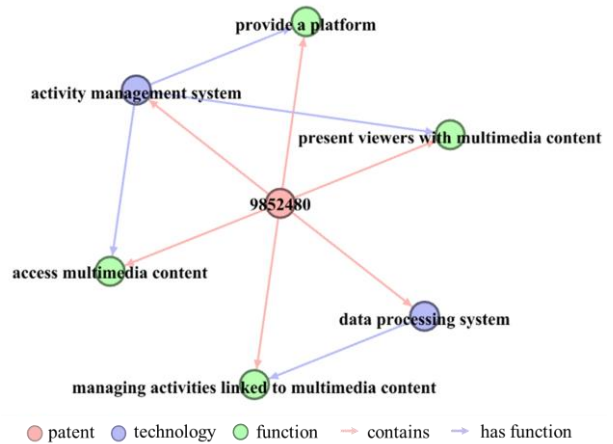 provide a platform
activity management system
present viewers with multimedia content
9852480
access multimedia content
data processing system
managing activities linked to multimedia content
patent technology function contains has function